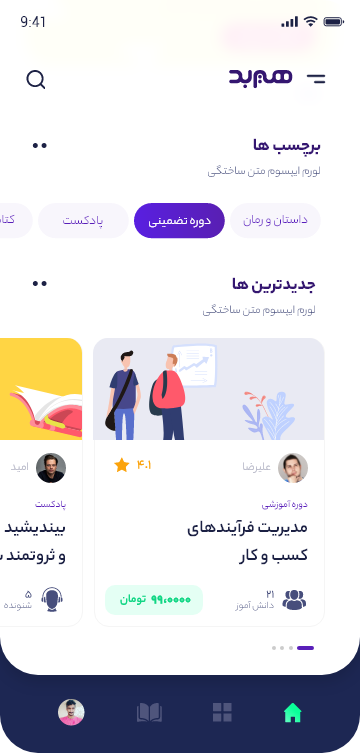 9:41
هم‌بد
برچسب ها
لورم ایپسوم متن ساختگی
داستان و رمان
دوره تضمینی
پادکست
جدیدترین ها
لورم ایپسوم متن ساختگی
علیرضا
۴.۱
دوره آموزشی
مدیریت فرآیندهای
کسب و کار
۲۱
دانش آموز
۹۹،۰۰۰۰ تومان
امید
پادکست
بیندیشید
و ثروتمند
۵
شنونده